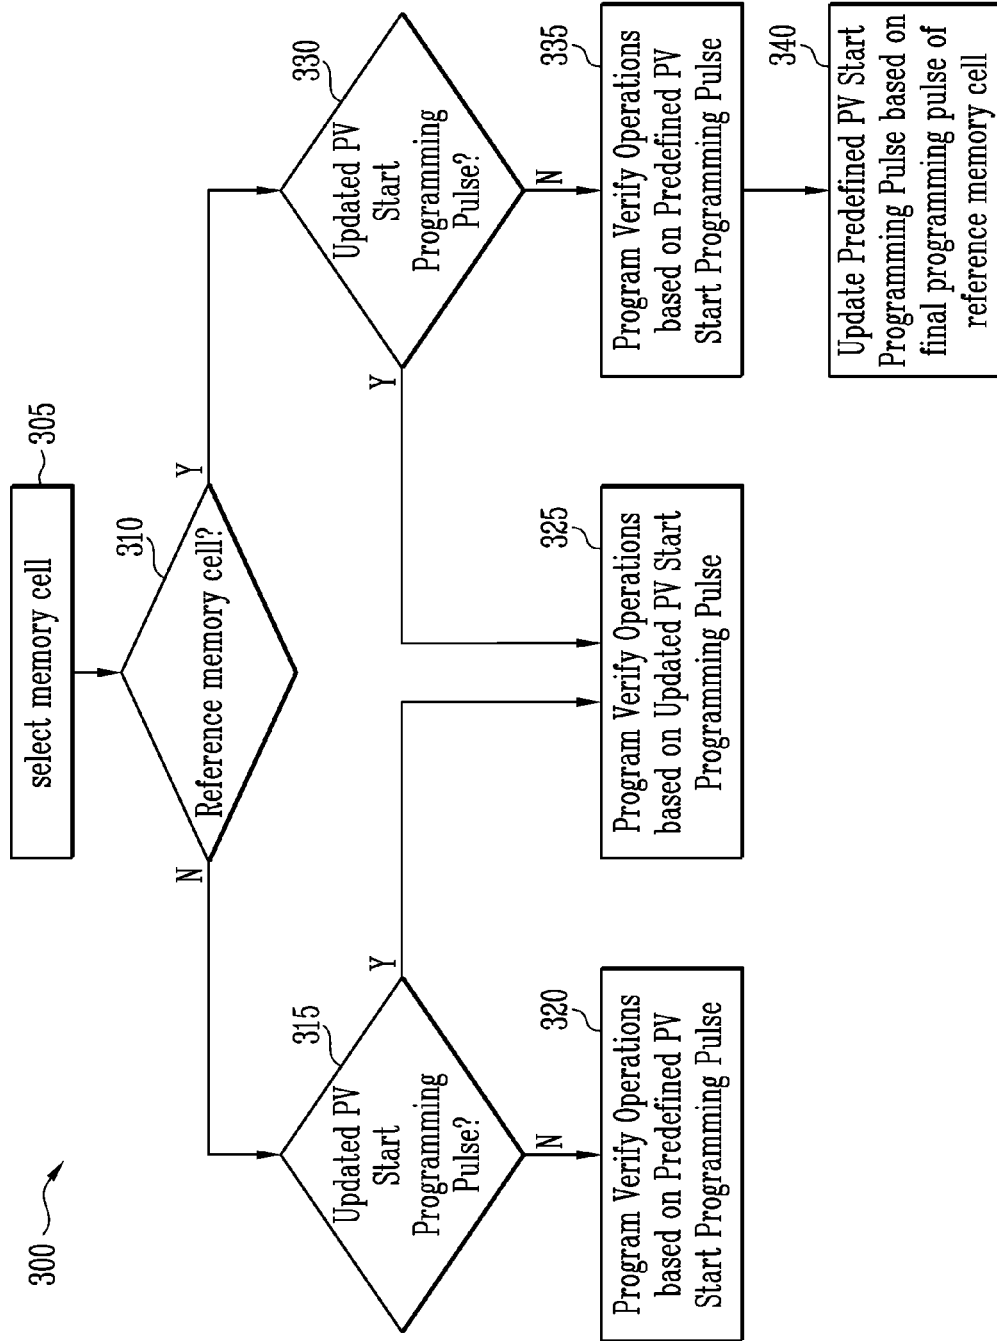 300
select memory cell
305
310
Reference memory cell?
N
Y
315
Updated PV
Start
Programming
Pulse?
Y
N
330
Updated PV
Start
Programming
Pulse?
Y
N
320
Program Verify Operations
based on Predefined PV
Start Programming Pulse
325
Program Verify Operations
based on Updated PV Start
Programming Pulse
335
Program Verify Operations
based on Predefined PV
Start Programming Pulse
340
Update Predefined PV Start
Programming Pulse based on
final programming pulse of
reference memory cell